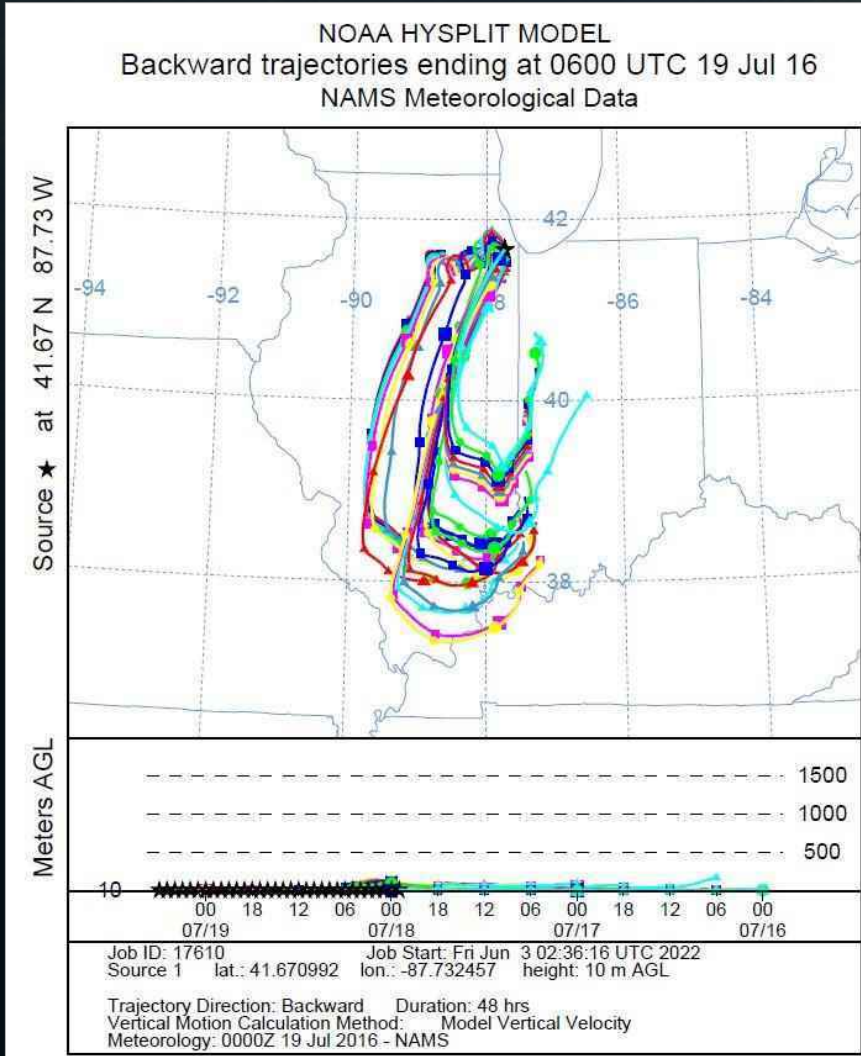 NOAA HYSPLIT MODEL
Backward trajectories ending at 0600 UTC 19 Jul 16
NAMS Meteorological Data
Source ★ at 41.67 N 87.73 W
42
-94
-92
-90
8
-86
-84
40
38
Meters AGL
1500
1000
500
10
00 18 12 06 00 18 12 06 00 18 12 06 00
07/19 07/18 07/17 07/16
Job ID: 17610 Job Start: Fri Jun 3 02:36:16 UTC 2022
Source 1 lat.: 41.670992 lon.: -87.732457 height: 10 m AGL
Trajectory Direction: Backward Duration: 48 hrs
Vertical Motion Calculation Method: Model Vertical Velocity
Meteorology: 0000Z 19 Jul 2016 - NAMS